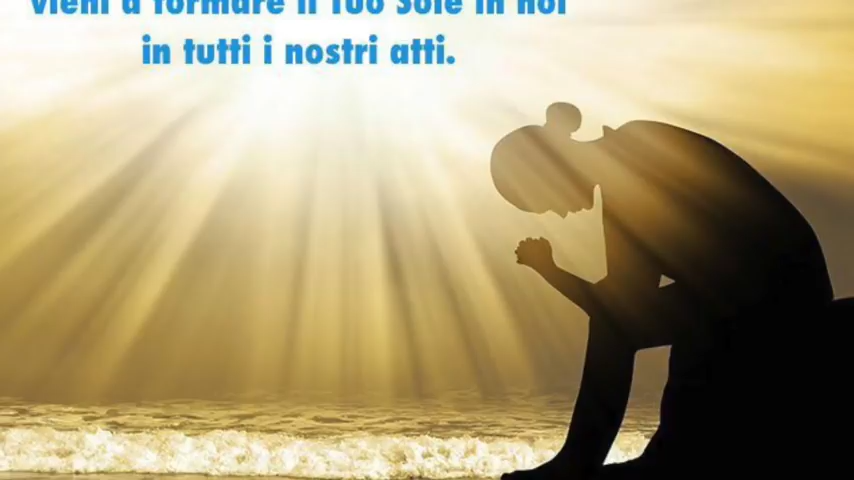 vieni a formare il Tuo Sole in noi
in tutti i nostri atti.